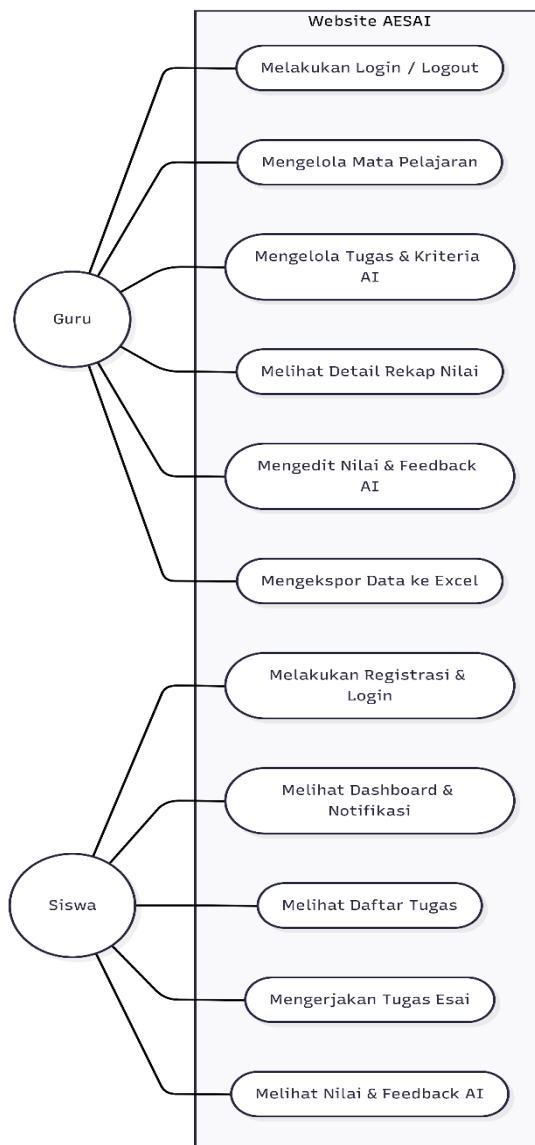 Website AESAI
Melakukan Login / Logout
Mengelola Mata Pelajaran
Mengelola Tugas & Kriteria
AI
Guru
Melihat Detail Rekap Nilai
Mengedit Nilai & Feedback
AI
Mengekspor Data ke Excel
Melakukan Registrasi &
Login
Melihat Dashboard &
Notifikasi
Siswa
Melihat Daftar Tugas
Mengerjakan Tugas Esai
Melihat Nilai & Feedback AI